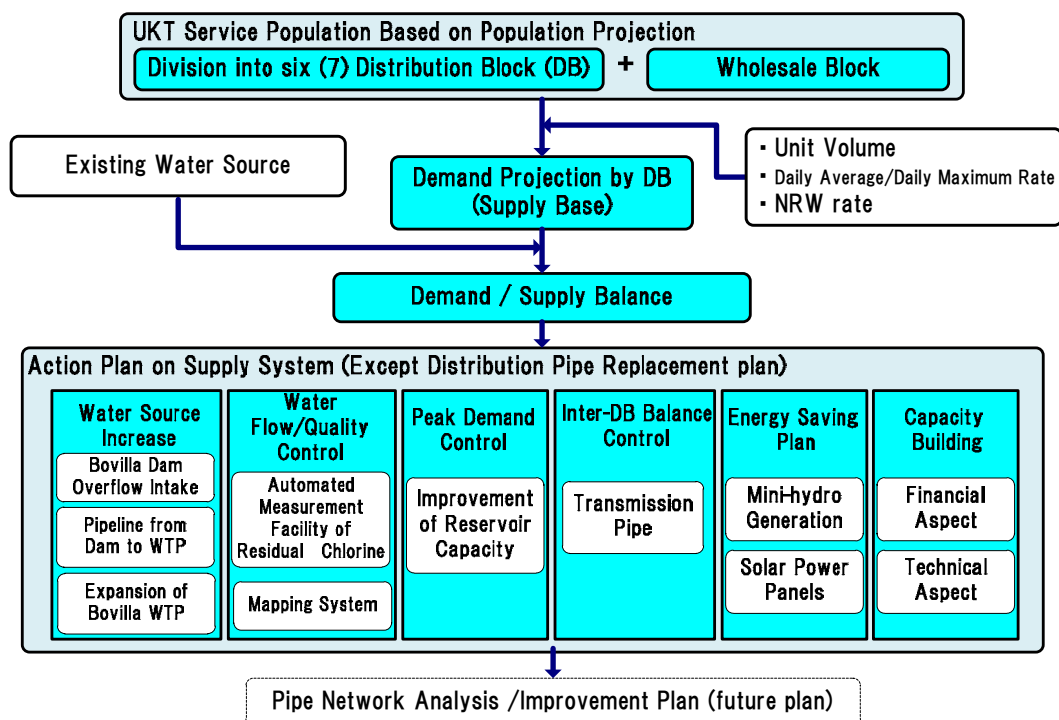 UKT Service Population Based on Population Projection
Division into six (7) Distribution Block (DB) + Wholesale Block
Existing Water Source
Demand Projection by DB
(Supply Base)
・ Unit Volume
・ Daily Average/Daily Maximum Rate
・ NRW rate
Demand / Supply Balance
Action Plan on Supply System (Except Distribution Pipe Replacement plan)
Water Source
Increase
Bovilla Dam
Overflow Intake
Pipeline from
Dam to WTP
Expansion of
Bovilla WTP
Water
Flow/Quality
Control
Automated
Measurement
Facility of
Residual Chlorine
Mapping System
Peak Demand
Control
Improvement
of Reservoir
Capacity
Inter-DB Balance
Control
Transmission
Pipe
Energy Saving
Plan
Mini-hydro
Generation
Solar Power
Panels
Capacity
Building
Financial
Aspect
Technical
Aspect
Pipe Network Analysis /Improvement Plan (future plan)